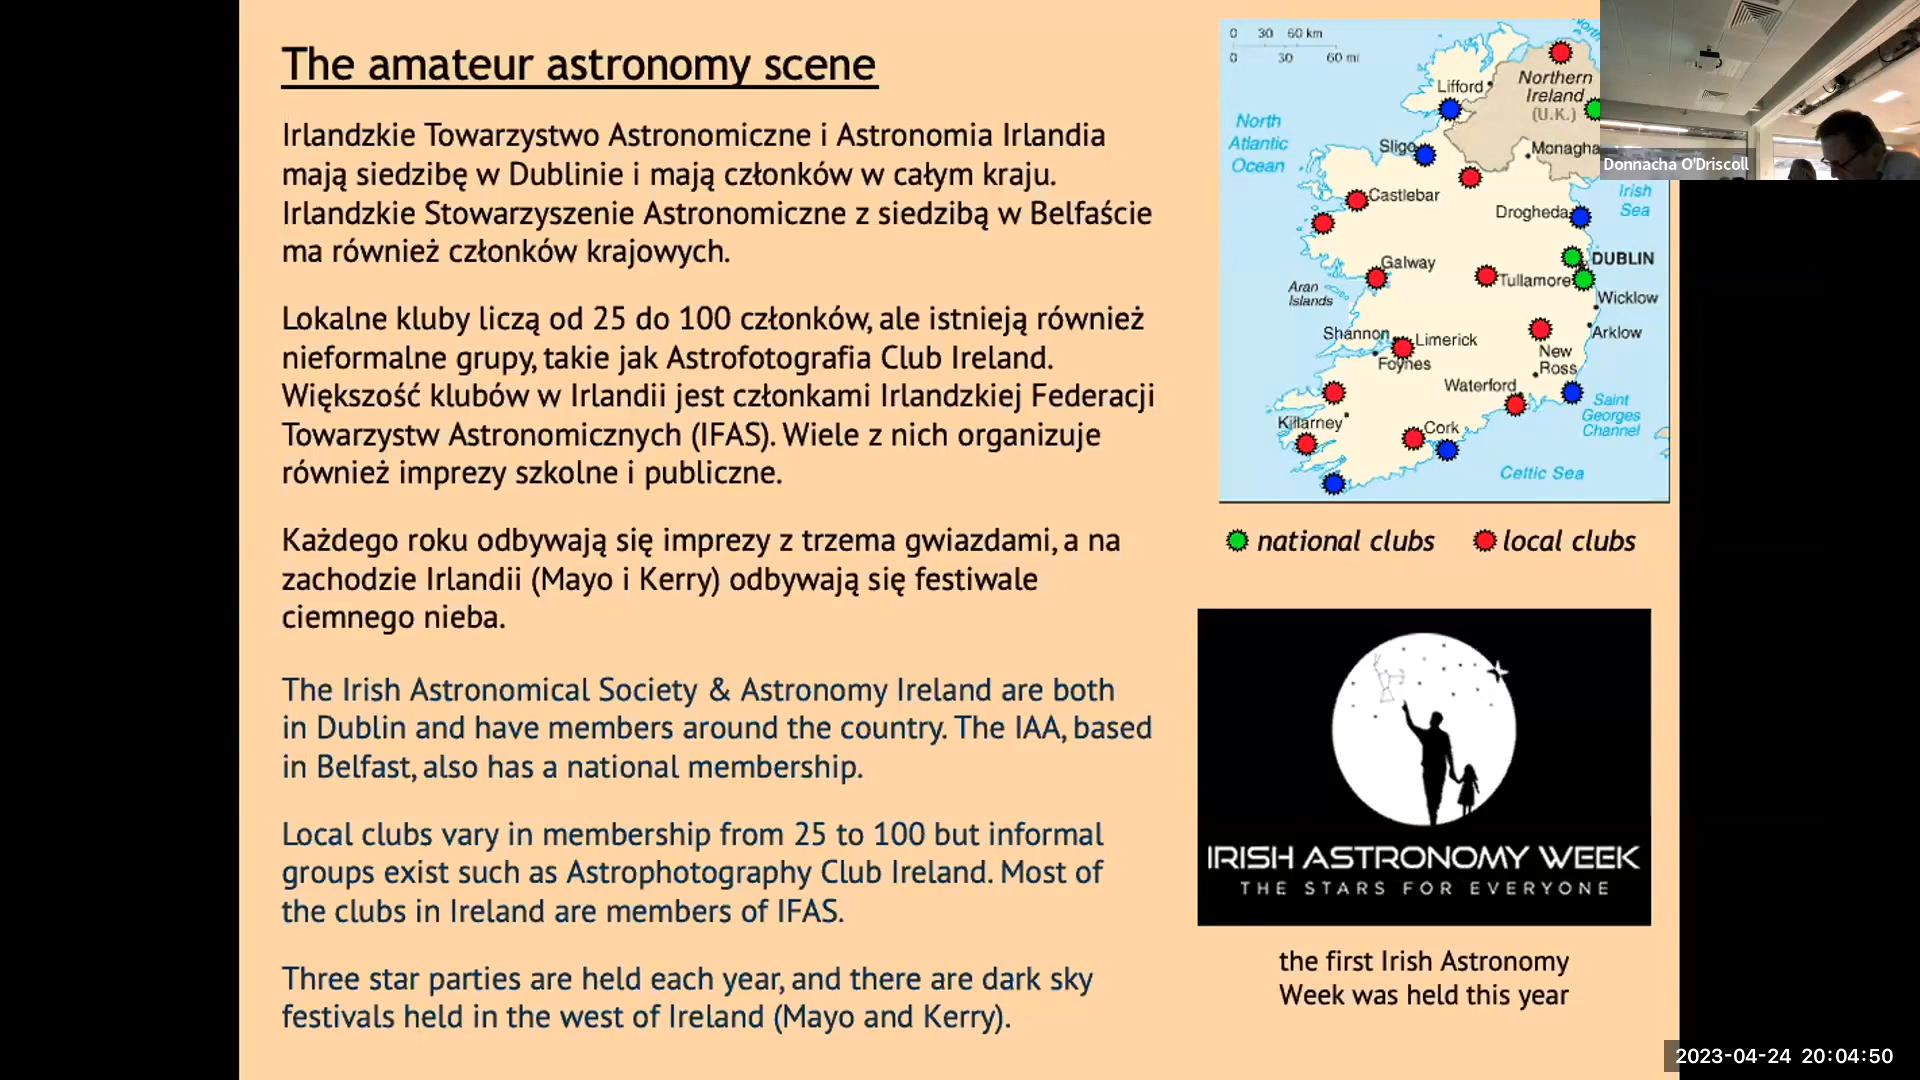 The amateur astronomy scene
Irlandzkie Towarzystwo Astronomiczne i Astronomia Irlandia
mają siedzibę w Dublinie i mają członków w całym kraju.
Irlandzkie Stowarzyszenie Astronomiczne z siedzibą w Belfaście
ma również członków krajowych.
Lokalne kluby liczą od 25 do 100 członków, ale istnieją również
nieformalne grupy, takie jak Astrofotografia Club Ireland.
Większość klubów w Irlandii jest członkami Irlandzkiej Federacji
Towarzystw Astronomicznych (IFAS). Wiele z nich organizuje
również imprezy szkolne i publiczne.
Każdego roku odbywają się imprezy z trzema gwiazdami, a na
zachodzie Irlandii (Mayo i Kerry) odbywają się festiwale
ciemnego nieba.
The Irish Astronomical Society & Astronomy Ireland are both
in Dublin and have members around the country. The IAA, based
in Belfast, also has a national membership.
Local clubs vary in membership from 25 to 100 but informal
groups exist such as Astrophotography Club Ireland. Most of
the clubs in Ireland are members of IFAS.
Three star parties are held each year, and there are dark sky
festivals held in the west of Ireland (Mayo and Kerry).
0 30 60 km
0 30 60 mi
North
Lifford
Northern
Ireland
(U.K.)
North
Atlantic
Ocean
Sligo
Monagha
Castlebar
Drogheda
Irish
Sea
Galway
DUBLIN
Tullamore
Aran
Islands
Wicklow
Shannon
Limerick
Arklow
Foynes
New
Ross
Waterford
Saint
Georges
Channel
Killarney
Cork
Celtic Sea
national clubs local clubs
IRISH ASTRONOMY WEEK
THE STARS FOR EVERYONE
the first Irish Astronomy
Week was held this year
Donnacha O'Driscoll
2023-04-24 20:04:50